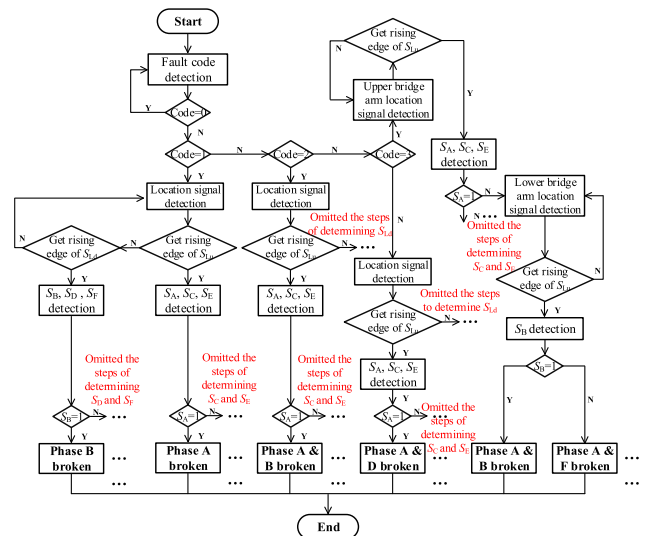 Start
Fault code
detection
Y
Code=0
N
Code=1
N
Code=2
N
Code=3
Y
Y
Y
N
Get rising
edge of SLu
N
Y
Upper bridge
arm location
signal detection
SA, SC, SE
detection
SA=1
N
Y
N
Lower bridge
arm location
signal detection
Omitted the
steps of
determining
SC and SE
Get rising
edge of SLu
N
Y
SB detection
SB=1
Y
N
Location signal
detection
Get rising
edge of SLu
N
Get rising
edge of SLd
N
Y
Y
SB, SD , SF
detection
SA, SC, SE
detection
Location signal
detection
Omitted the steps
of determining SLd
Get rising
edge of SLu
N
Y
SA, SC, SE
detection
Location signal
detection
Omitted the steps
to determine SLd
Get rising
edge of SLu
N
Y
SA, SC, SE
detection
Omitted the
steps of
determining
SD and SF
Omitted the
steps of
determining
SC and SE
Omitted the
steps of
determining
SC and SE
Omitted the
steps of
determining
SC and SE
SB=1
N
Y
SA=1
N
Y
SA=1
N
Y
SA=1
N
Y
Phase B
broken
Phase A
broken
Phase A &
B broken
Phase A &
D broken
Phase A &
B broken
Phase A &
F broken
End